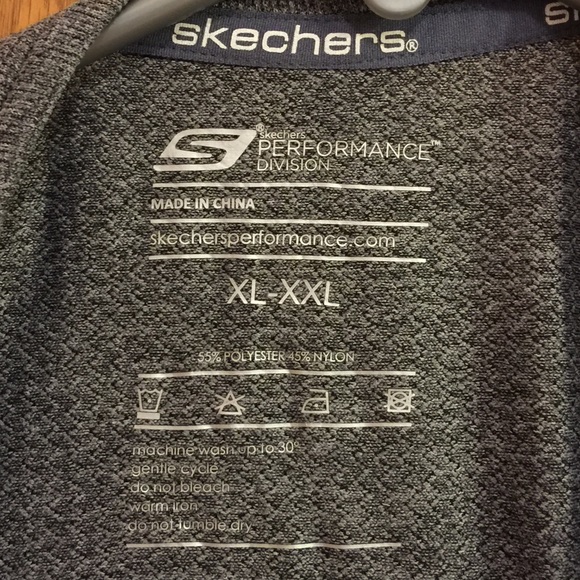 skechers®
S
skechers
PERFORMANCE™
DIVISION
MADE IN CHINA
skechersperformance.com
XL-XXL
55% POLYESTER 45% NYLON
machine wash up to 30°
gentle cycle
do not bleach
warm iron
do not tumble dry